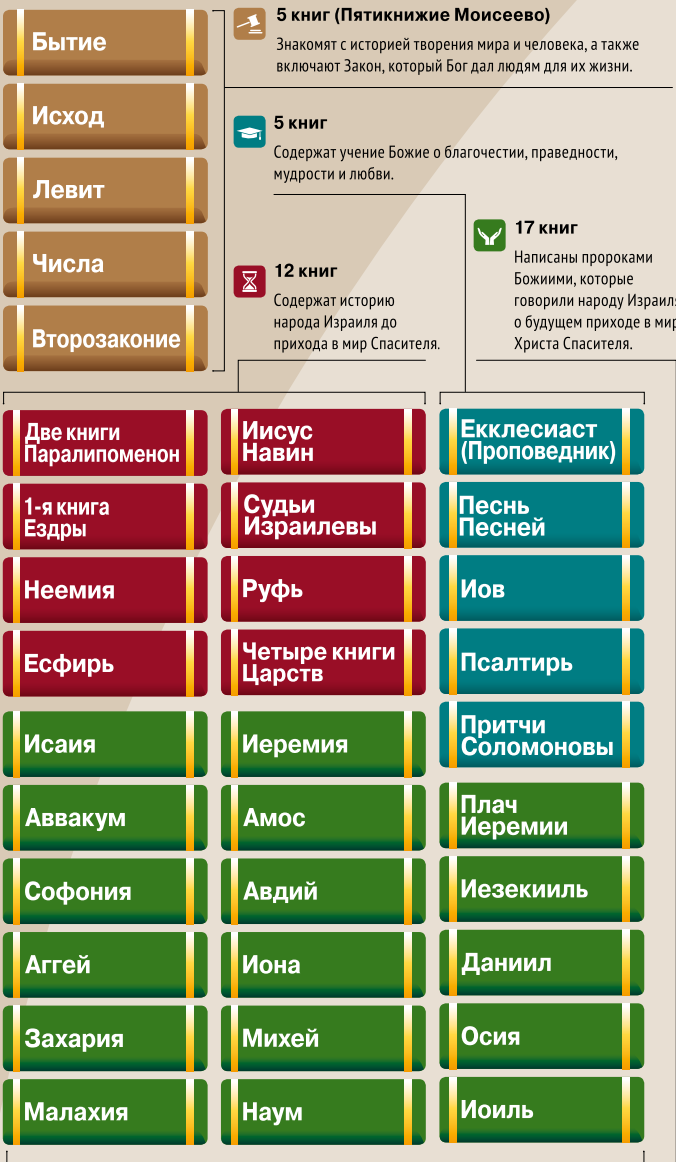 Бытие
Исход
Левит
Числа
Второзаконие
5 книг (Пятикнижие Моисеево)
Знакомят с историей творения мира и человека, а также
включают Закон, который Бог дал людям для их жизни.
5 книг
Содержат учение Божие о благочестии, праведности,
мудрости и любви.
12 книг
Содержат историю
народа Израиля до
прихода в мир Спасителя.
17 книг
Написаны пророками
Божиими, которые
говорили народу Израиля
о будущем приходе в мир
Христа Спасителя.
Две книги
Паралипоменон
Иисус
Навин
Екклесиаст
(Проповедник)
1-я книга
Ездры
Судьи
Израилевы
Песнь
Песней
Неемия
Руфь
Иов
Есфирь
Четыре книги
Царств
Псалтирь
Притчи
Соломоновы
Исаия
Иеремия
Плач
Иеремии
Аввакум
Амос
Иезекииль
Софония
Авдий
Даниил
Аггей
Иона
Осия
Захария
Михей
Иоиль
Малахия
Наум